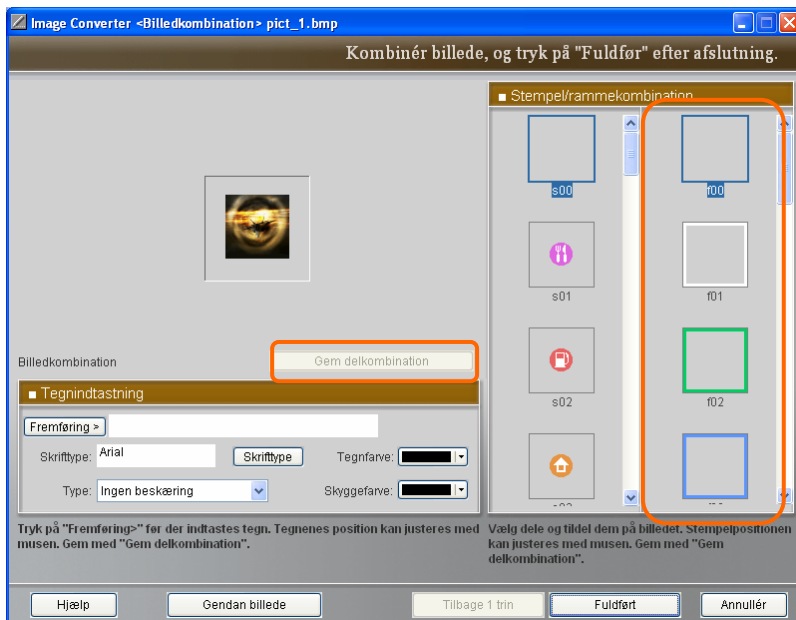 Image Converter <Billedkombination> pict_1.bmp
Kombinér billede, og tryk på "Fuldfør" efter afslutning.
Stempel/rammekombination
s00
f00
s01
f01
s02
f02
Billedkombination
Gem delkombination
Tegnindtastning
Fremføring >
Skrifttype:
Arial
Skrifttype
Tegnfarve:
Type:
Ingen beskæring
Skyggefarve:
Tryk på "Fremføring>" før der indtastes tegn. Tegnenes position kan justeres med
musen. Gem med "Gem delkombination".
Vælg dele og tildel dem på billedet. Stempelpositionen
kan justeres med musen. Gem med "Gem
delkombination".
Hjælp
Gendan billede
Tilbage 1 trin
Fuldført
Annullér